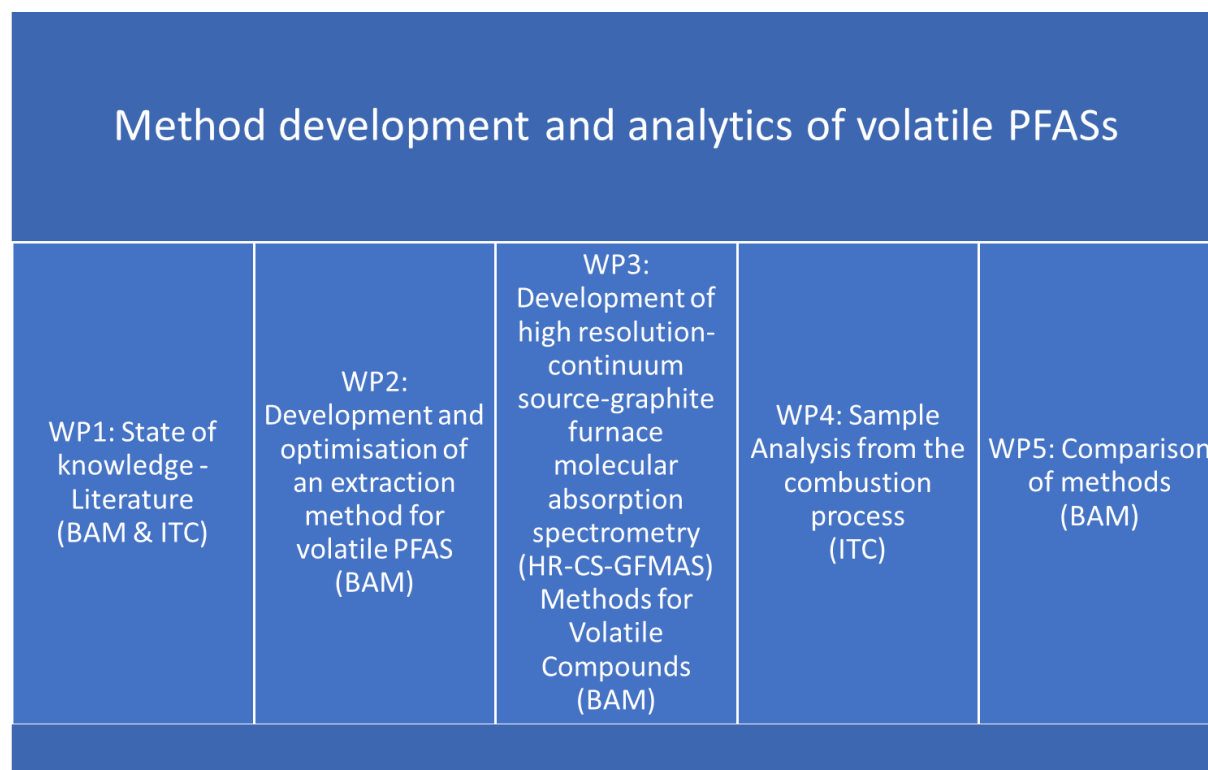 Method development and analytics of volatile PFASs
WP1: State of
knowledge -
Literature
(BAM & ITC)
WP2:
Development and
optimisation of
an extraction
method for
volatile PFAS
(BAM)
WP3:
Development of
high resolution-
continuum
source-graphite
furnace
molecular
absorption
spectrometry
(HR-CS-GFMAS)
Methods for
Volatile
Compounds
(BAM)
WP4: Sample
Analysis from the
combustion
process
(ITC)
WP5: Comparison
of methods
(BAM)